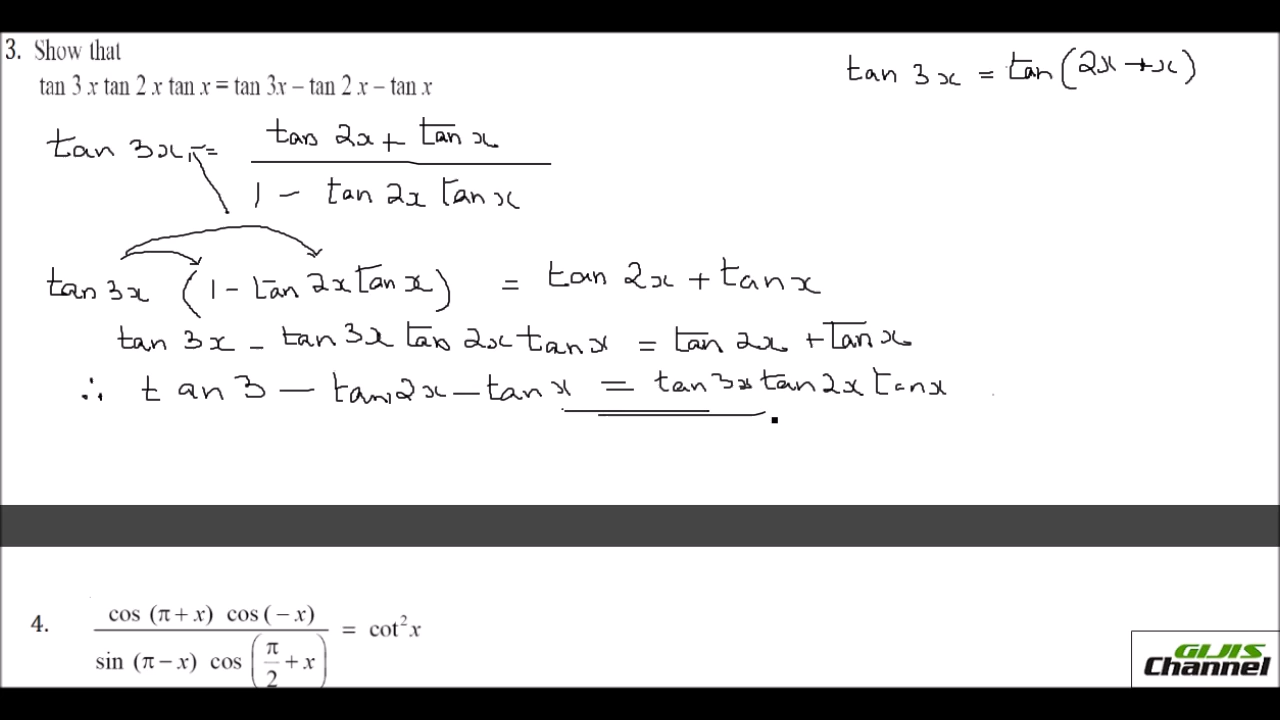 3. Show that
tan 3 x tan 2 x tan x = tan 3x – tan 2 x – tan x
tan 3x = tan(2x + x)
tan 3x = tan 2x + tan x
1 – tan 2x tan x
tan 3x (1 - tan 2x tan x) = tan 2x + tan x
tan 3x - tan 3x tan 2x tan x = tan 2x + tan x
∴ tan 3 – tan 2x – tan x = tan 3x tan 2x tan x
4. cos (π + x) cos (– x)
sin (π – x) cos (π/2 + x) = cot²x
GIJIS
Channel